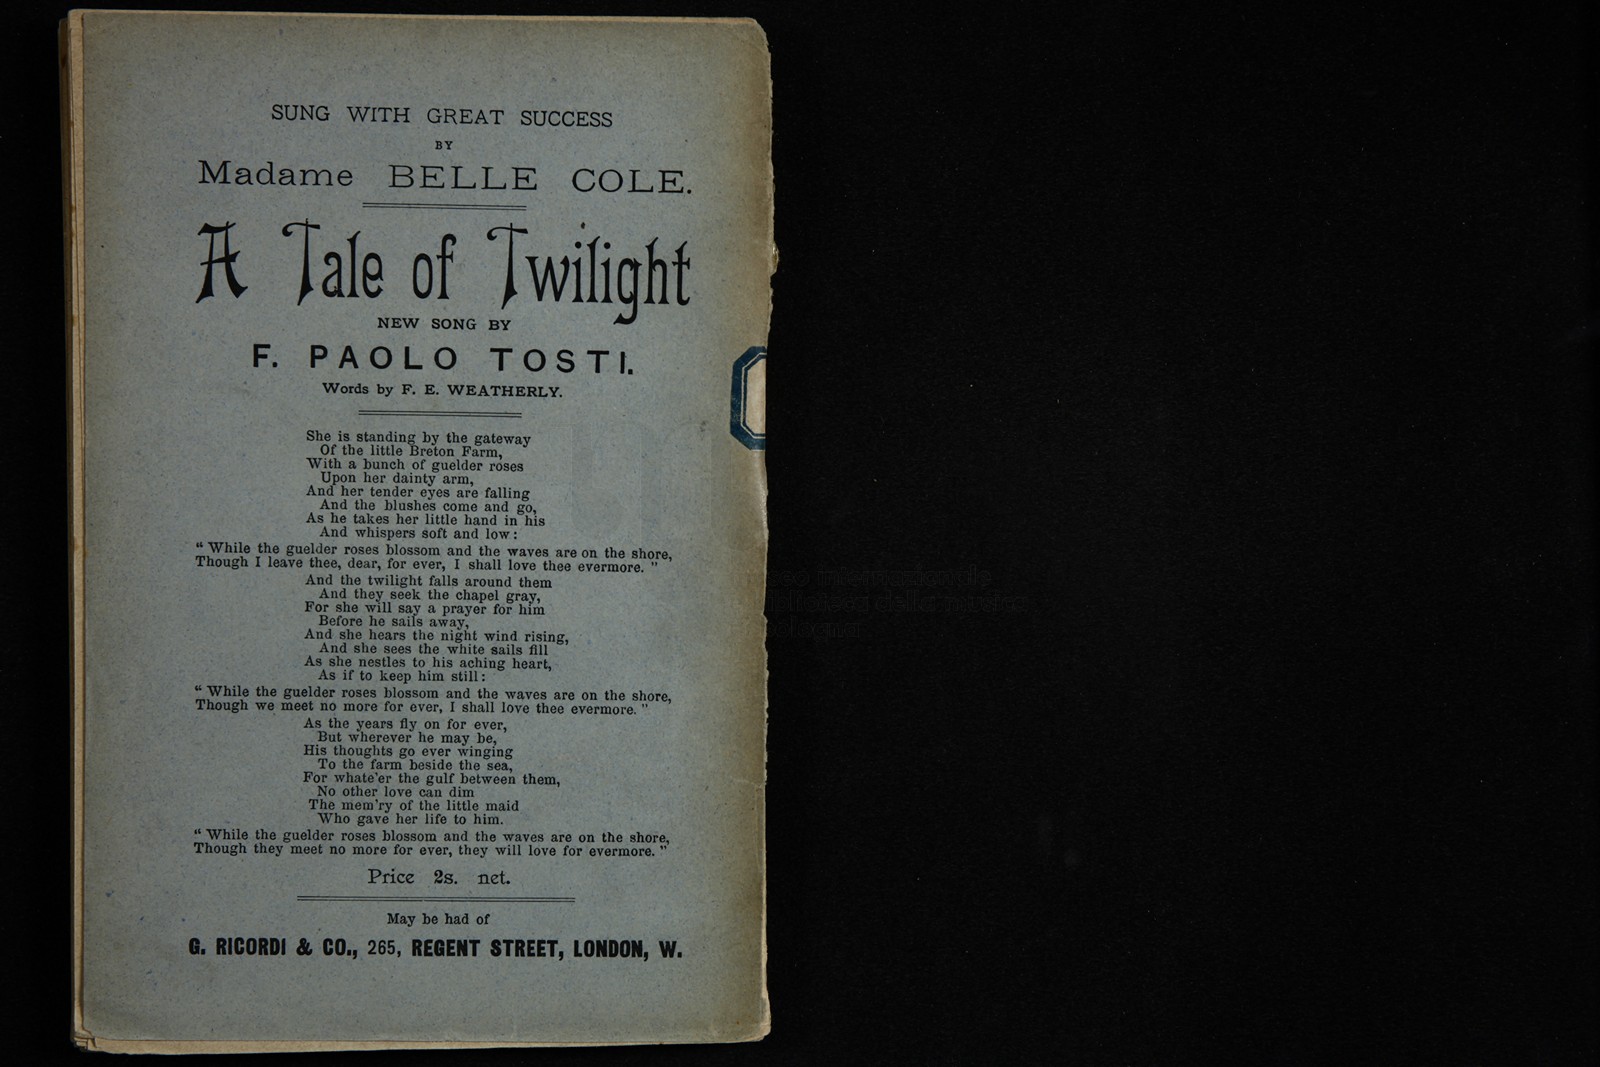 SUNG WITH GREAT SUCCESS
BY
Madame BELLE COLE.
A Tale of Twilight
NEW SONG BY
F. PAOLO TOSTI.
Words by F. E. WEATHERLY.
She is standing by the gateway
Of the little Breton Farm,
With a bunch of guelder roses
Upon her dainty arm,
And her tender eyes are falling
And the blushes come and go,
As he takes her little hand in his
And whispers soft and low:
“ While the guelder roses blossom and the waves are on the shore,
Though I leave thee, dear, for ever, I shall love thee evermore. ”
And the twilight falls around them
And they seek the chapel gray,
For she will say a prayer for him
Before he sails away,
And she hears the night wind rising,
And she sees the white sails fill
As she nestles to his aching heart,
As if to keep him still:
“ While the guelder roses blossom and the waves are on the shore,
Though we meet no more for ever, I shall love thee evermore. ”
As the years fly on for ever,
But wherever he may be,
His thoughts go ever winging
To the farm beside the sea,
For whate'er the gulf between them,
No other love can dim
The mem'ry of the little maid
Who gave her life to him.
“ While the guelder roses blossom and the waves are on the shore,
Though they meet no more for ever, they will love for evermore. ”
Price 2s. net.
May be had of
G. RICORDI & CO., 265, REGENT STREET, LONDON, W.
museo internazionale
biblioteca della musica
bologna